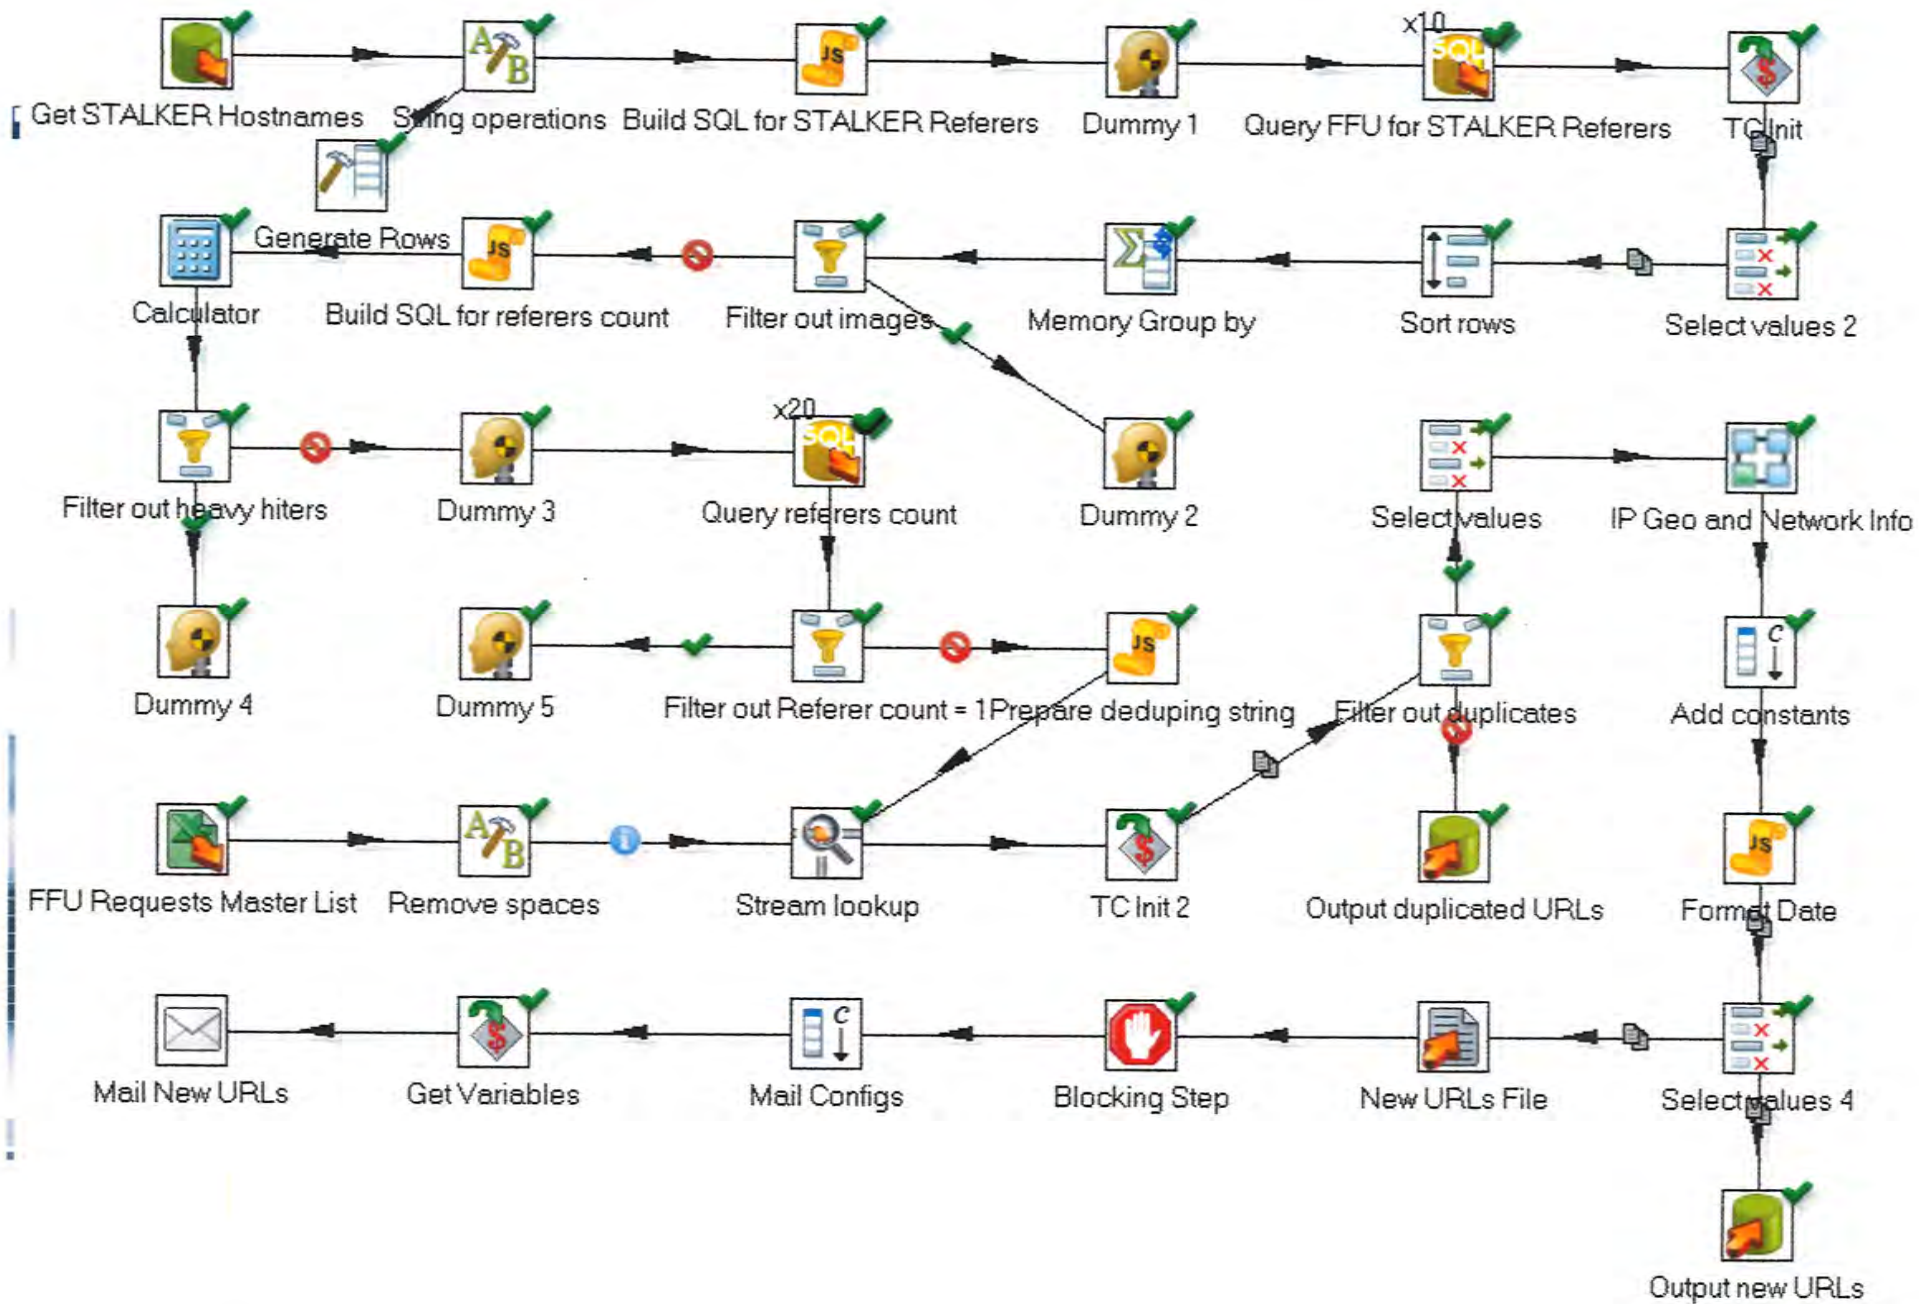 x10
Get STALKER Hostnames
String operations
Build SQL for STALKER Referers
Dummy 1
Query FFU for STALKER Referers
TC Init
Generate Rows
Calculator
Build SQL for referers count
Filter out images
Memory Group by
Sort rows
Select values 2
x20
Filter out heavy hiters
Dummy 3
Query referers count
Dummy 2
Select values
IP Geo and Network Info
Dummy 4
Dummy 5
Filter out Referer count = 1
Prepare deduping string
Filter out duplicates
Add constants
FFU Requests Master List
Remove spaces
Stream lookup
TC Init 2
Output duplicated URLs
Format Date
Mail New URLs
Get Variables
Mail Configs
Blocking Step
New URLs File
Select values 4
Output new URLs